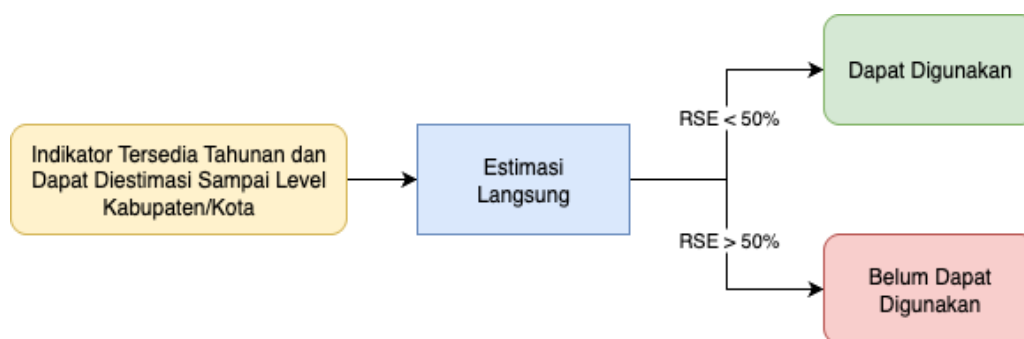 Indikator Tersedia Tahunan dan
Dapat Diestimasi Sampai Level
Kabupaten/Kota
Estimasi
Langsung
RSE < 50%
Dapat Digunakan
RSE > 50%
Belum Dapat
Digunakan